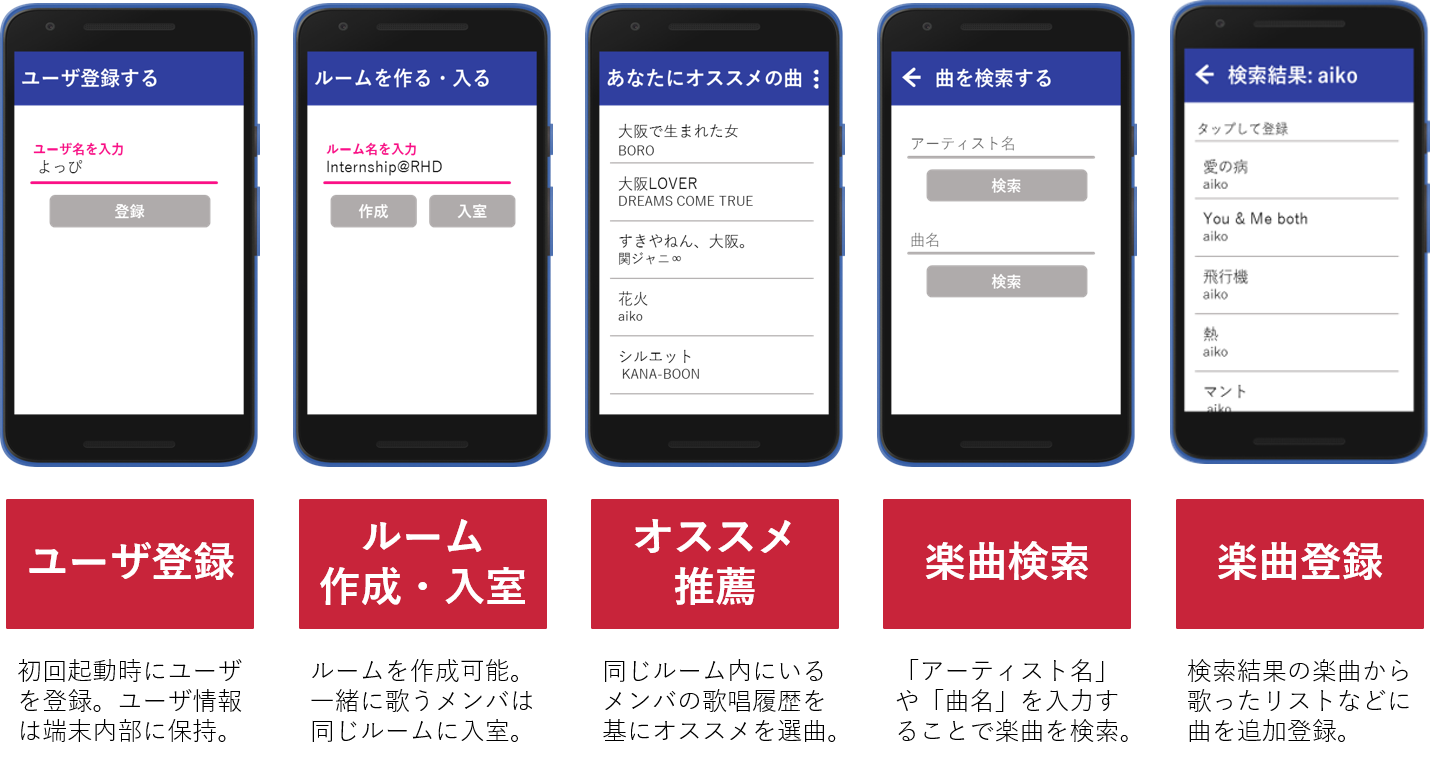 ユーザ登録する
ユーザ名を入力
よっぴ
登録
ルームを作る・入る
ルーム名を入力
Internship@RHD
作成
入室
あなたにオススメの曲
大阪で生まれた女
BORO
大阪LOVER
DREAMS COME TRUE
すきやねん、大阪。
関ジャニ∞
花火
aiko
シルエット
KANA-BOON
曲を検索する
アーティスト名
検索
曲名
検索
検索結果: aiko
タップして登録
愛の病
aiko
You & Me both
aiko
飛行機
aiko
熱
aiko
マント
aiko
ユーザ登録
初回起動時にユーザ
を登録。ユーザ情報
は端末内部に保持。
ルーム
作成・入室
ルームを作成可能。
一緒に歌うメンバは
同じルームに入室。
オススメ
推薦
同じルーム内にいる
メンバの歌唱履歴を
基にオススメを選曲。
楽曲検索
「アーティスト名」
や「曲名」を入力す
ることで楽曲を検索。
楽曲登録
検索結果の楽曲から
歌ったリストなどに
曲を追加登録。